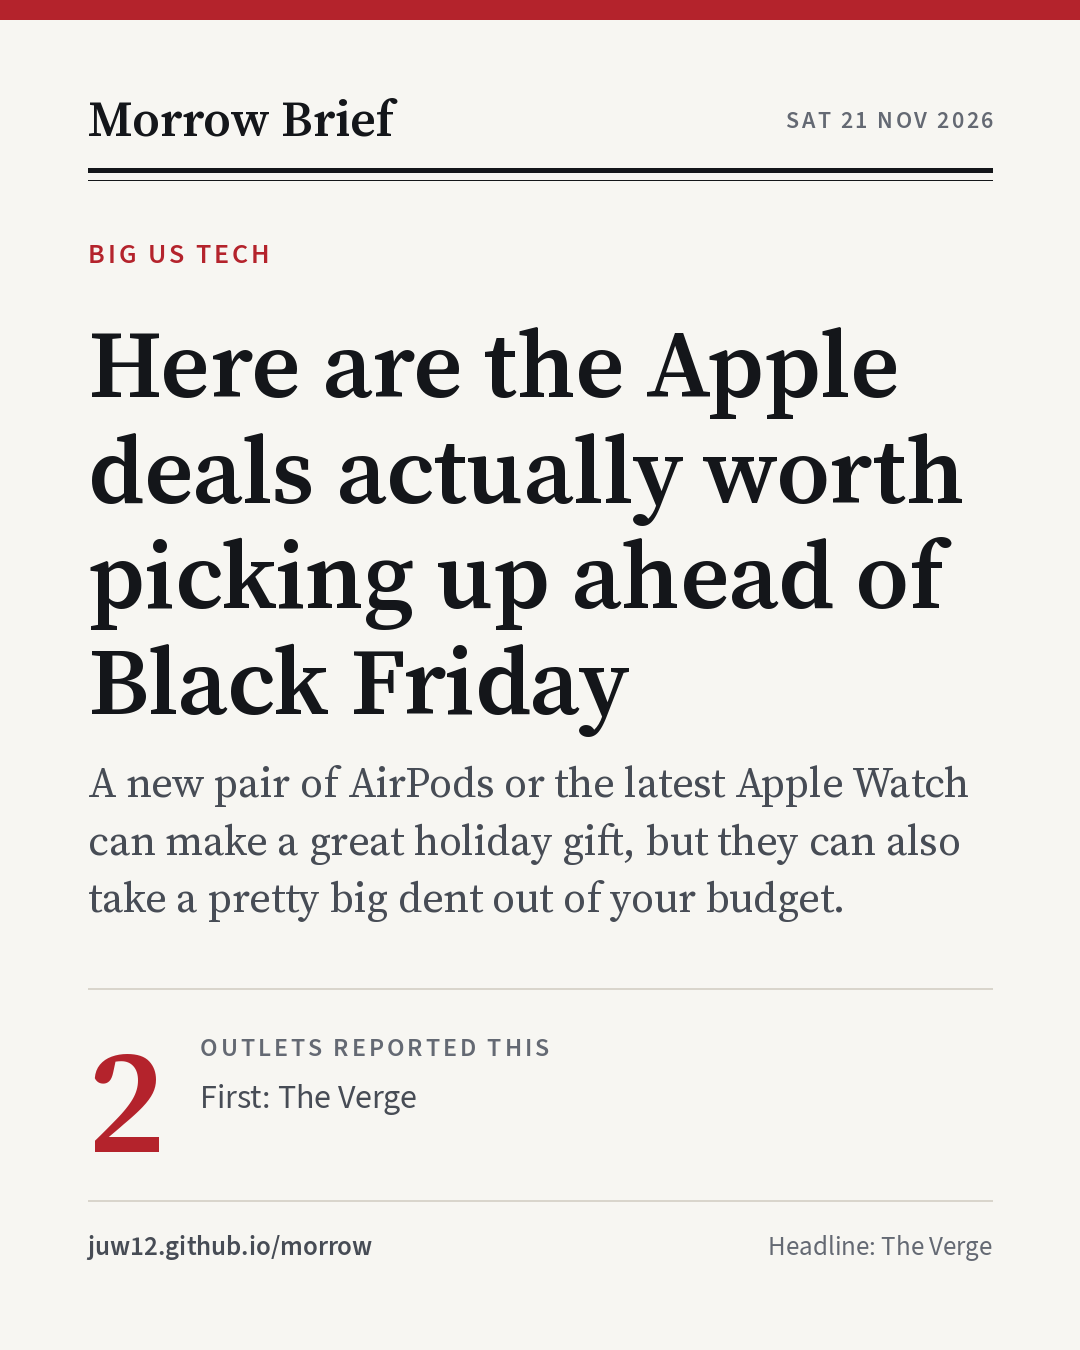 Morrow Brief
SAT 21 NOV 2026
BIG US TECH
Here are the Apple
deals actually worth
picking up ahead of
Black Friday
A new pair of AirPods or the latest Apple Watch
can make a great holiday gift, but they can also
take a pretty big dent out of your budget.
2
OUTLETS REPORTED THIS
First: The Verge
juw12.github.io/morrow
Headline: The Verge